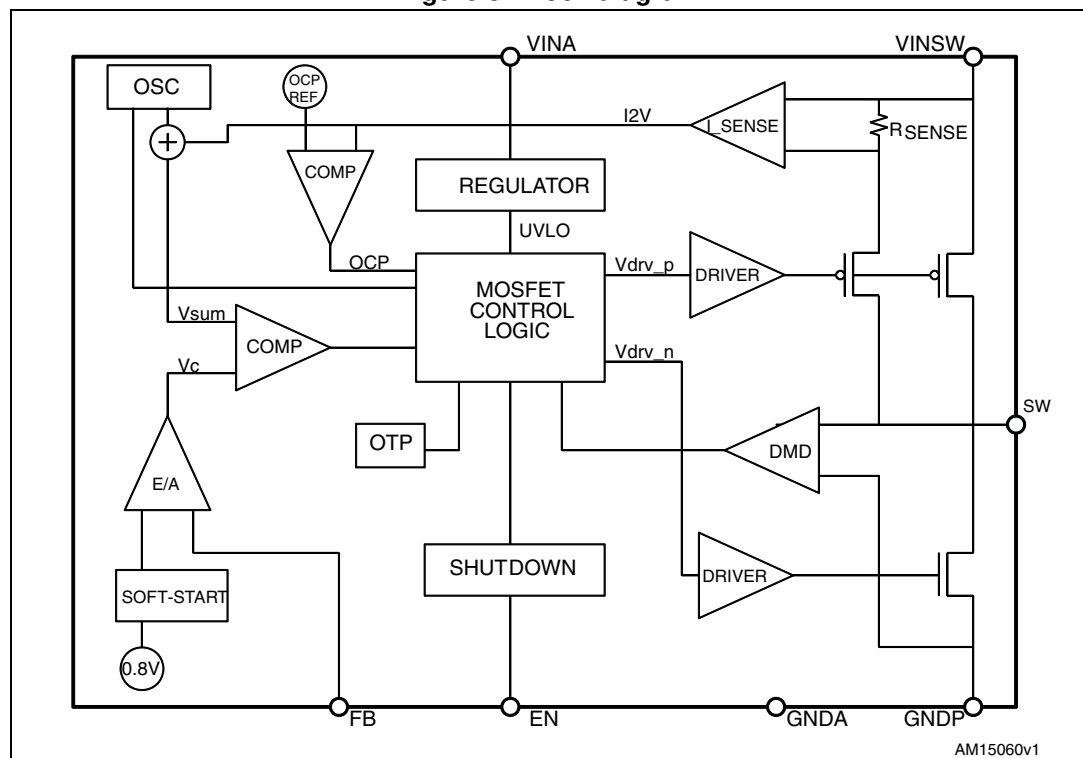 VINA
VINSW
OSC
OCP
REF
+
I2V
I_SENSE
RSENSE
COMP
REGULATOR
UVLO
OCP
MOSFET
CONTROL
LOGIC
Vdrv_p
DRIVER
Vsum
COMP
Vdrv_n
Vc
SW
OTP
DMD
E/A
SHUTDOWN
DRIVER
SOFT-START
0.8V
FB
EN
GNDA
GNDP
AM15060v1